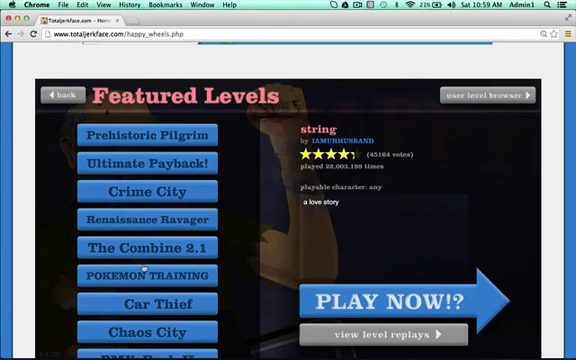 Chrome File Edit View History Bookmarks Window Help 21% Sat 10:59 AM Admin1
Totaljerkface.com – Hom
www.totaljerkface.com/happy_wheels.php
back
Featured Levels
user level browser
Prehistoric Pilgrim
Ultimate Payback!
Crime City
Renaissance Ravager
The Combine 2.1
POKEMON TRAINING
Car Thief
Chaos City
string
by IAMURHUSBAND
(45164 votes)
played 22,003,198 times
playable character: any
a love story
PLAY NOW!?
view level replays